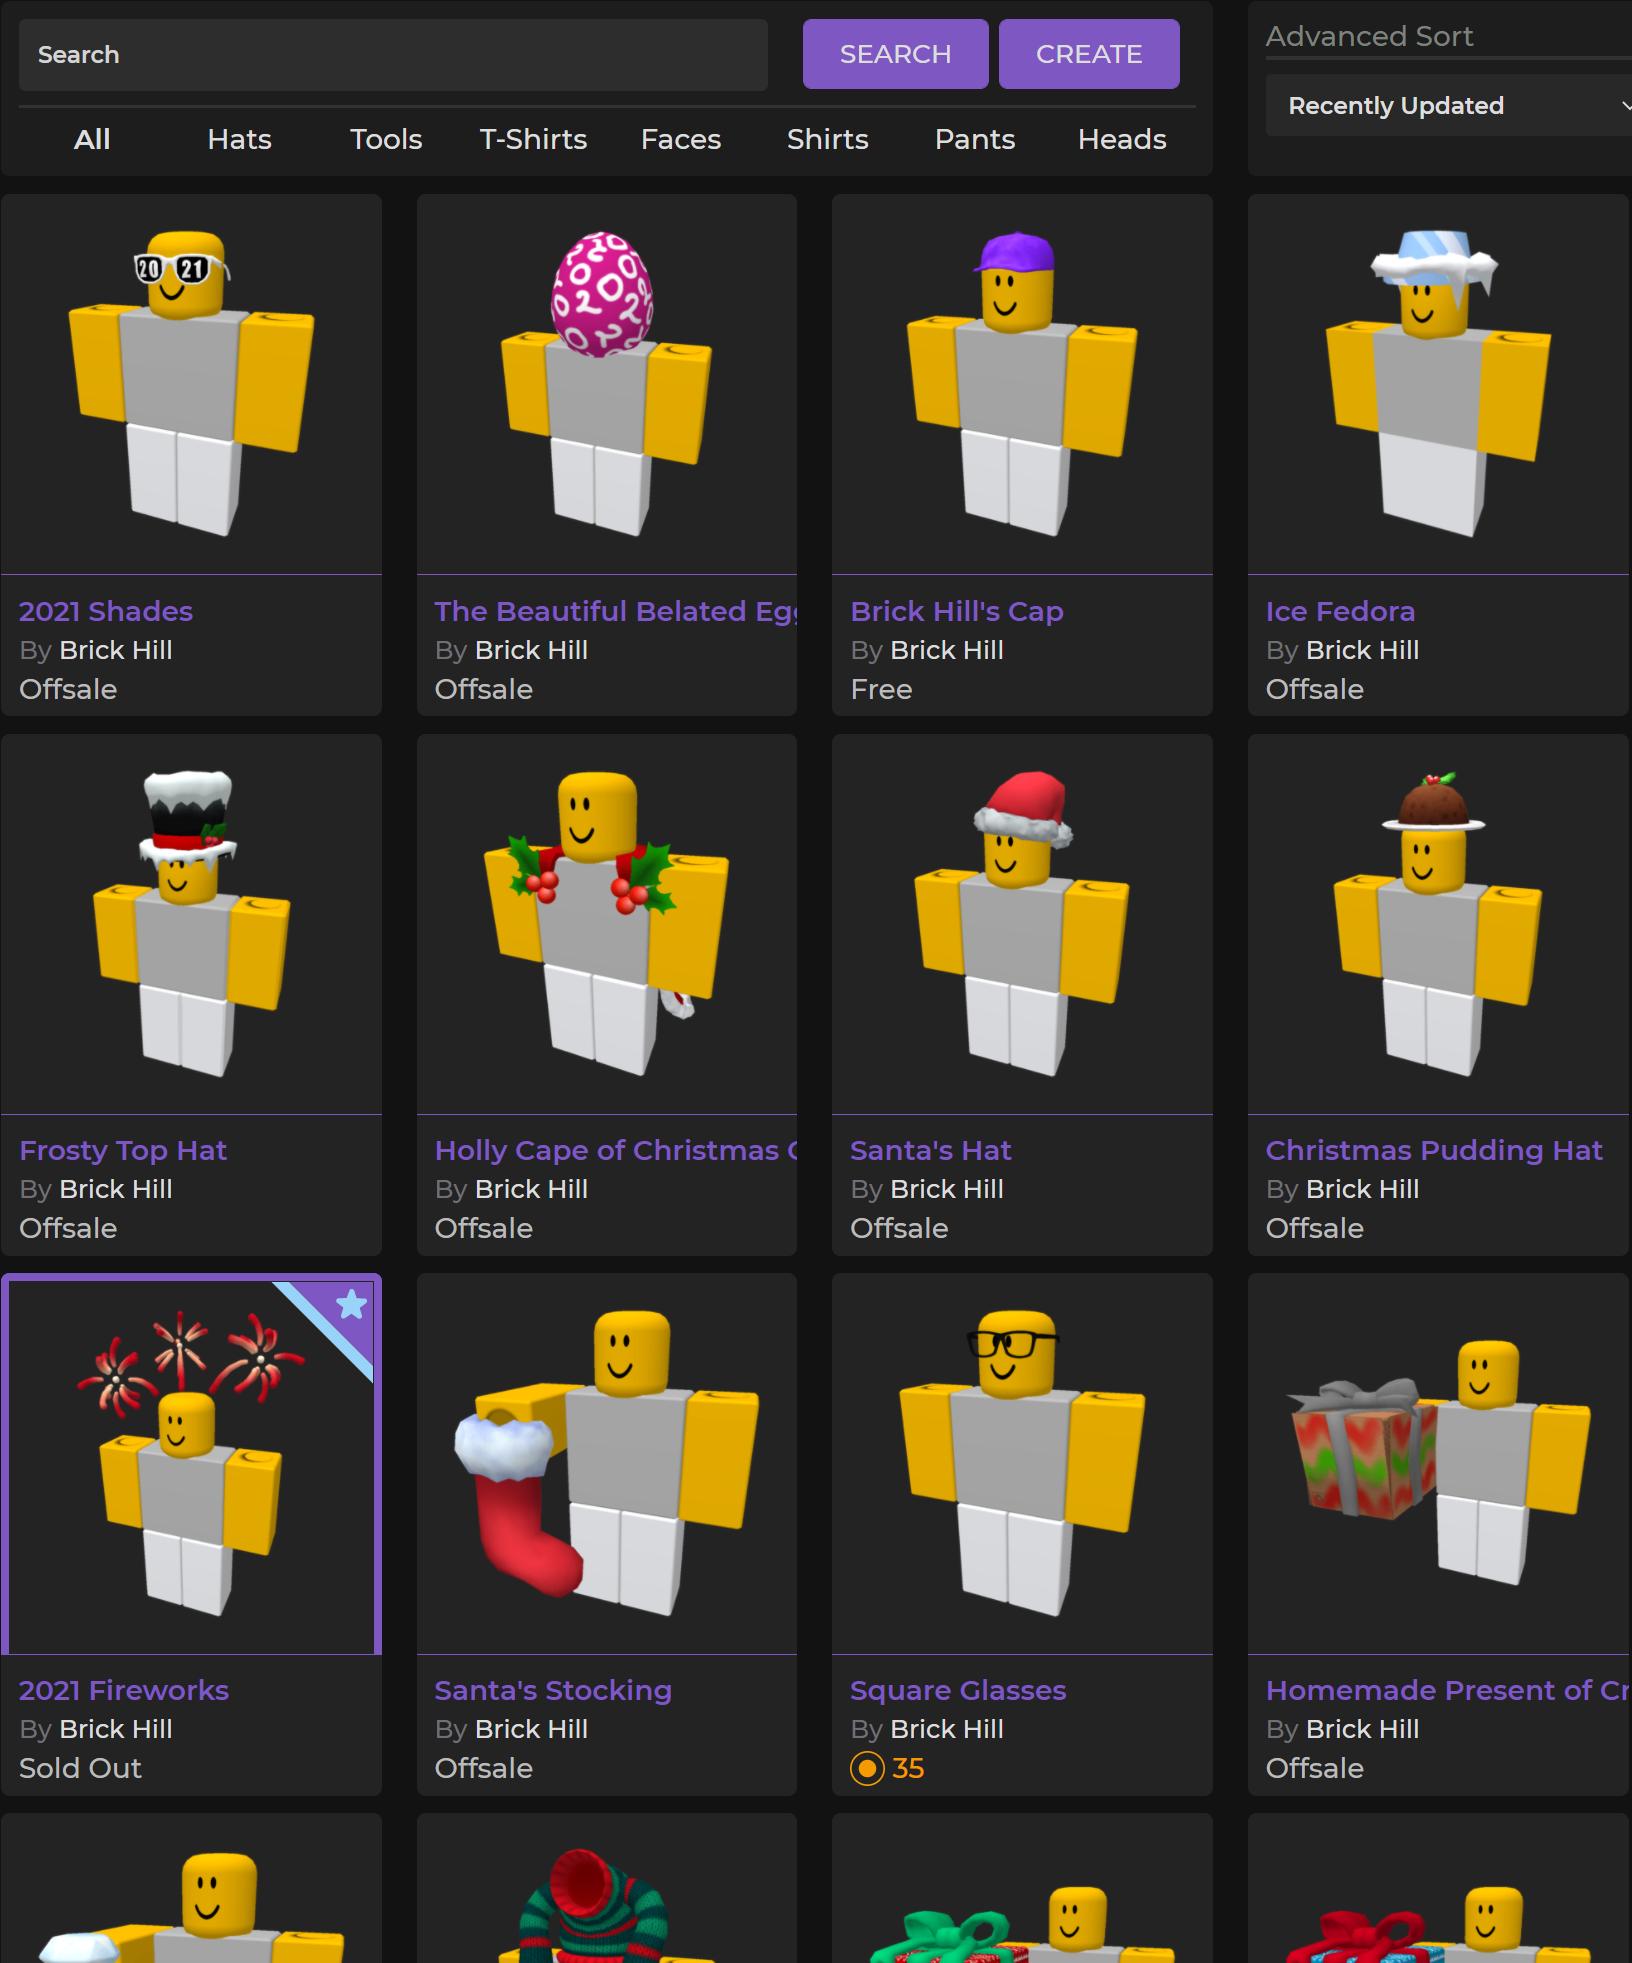 Search
SEARCH
CREATE
Advanced Sort
Recently Updated
All Hats Tools T-Shirts Faces Shirts Pants Heads
20 21
2021 Shades
By Brick Hill
Offsale
The Beautiful Belated Egg
By Brick Hill
Offsale
Brick Hill's Cap
By Brick Hill
Free
Ice Fedora
By Brick Hill
Offsale
Frosty Top Hat
By Brick Hill
Offsale
Holly Cape of Christmas
By Brick Hill
Offsale
Santa's Hat
By Brick Hill
Offsale
Christmas Pudding Hat
By Brick Hill
Offsale
2021 Fireworks
By Brick Hill
Sold Out
Santa's Stocking
By Brick Hill
Offsale
Square Glasses
By Brick Hill
35
Homemade Present of
By Brick Hill
Offsale